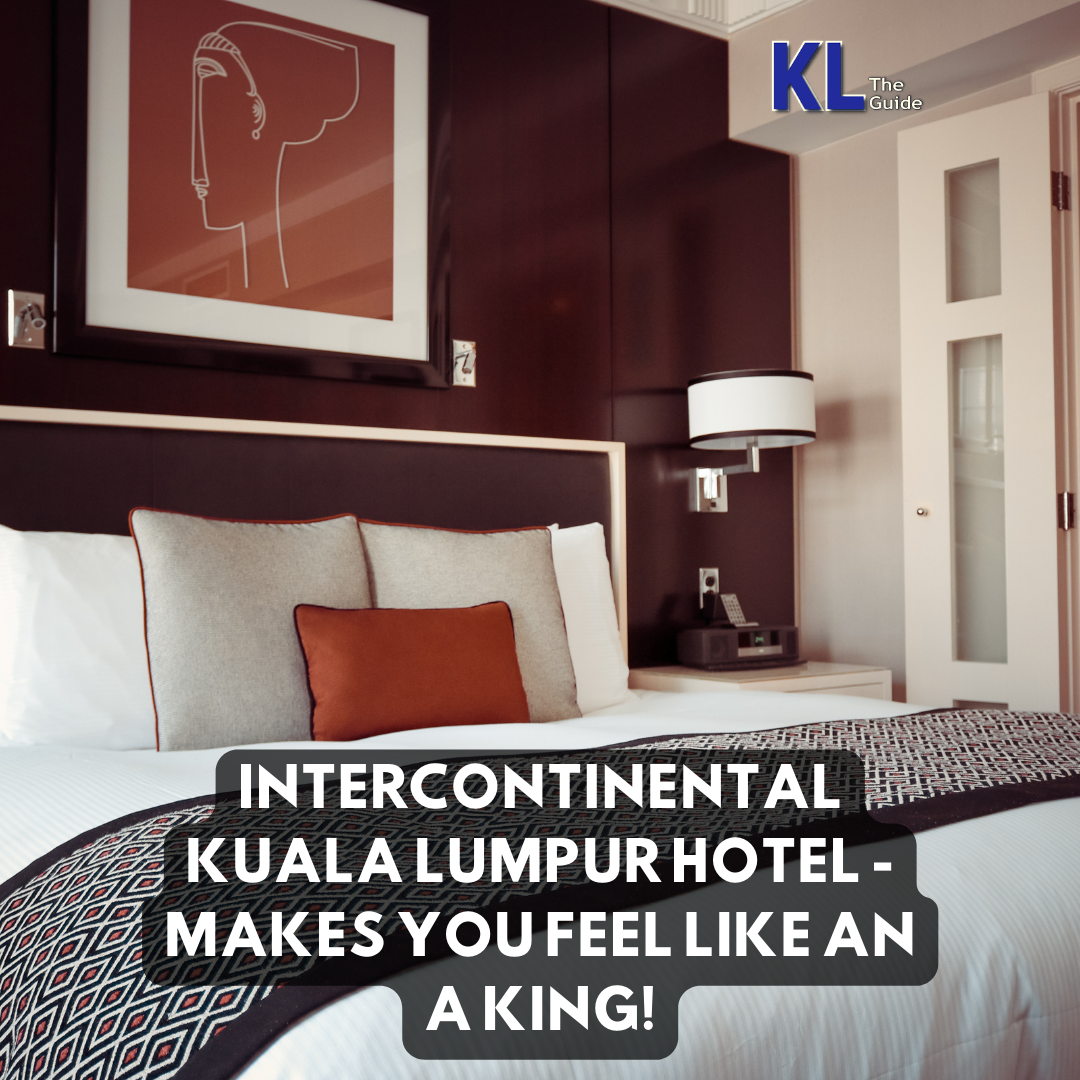 KL The
Guide
INTERCONTINENTAL
KUALA LUMPUR HOTEL -
MAKES YOU FEEL LIKE AN
A KING!